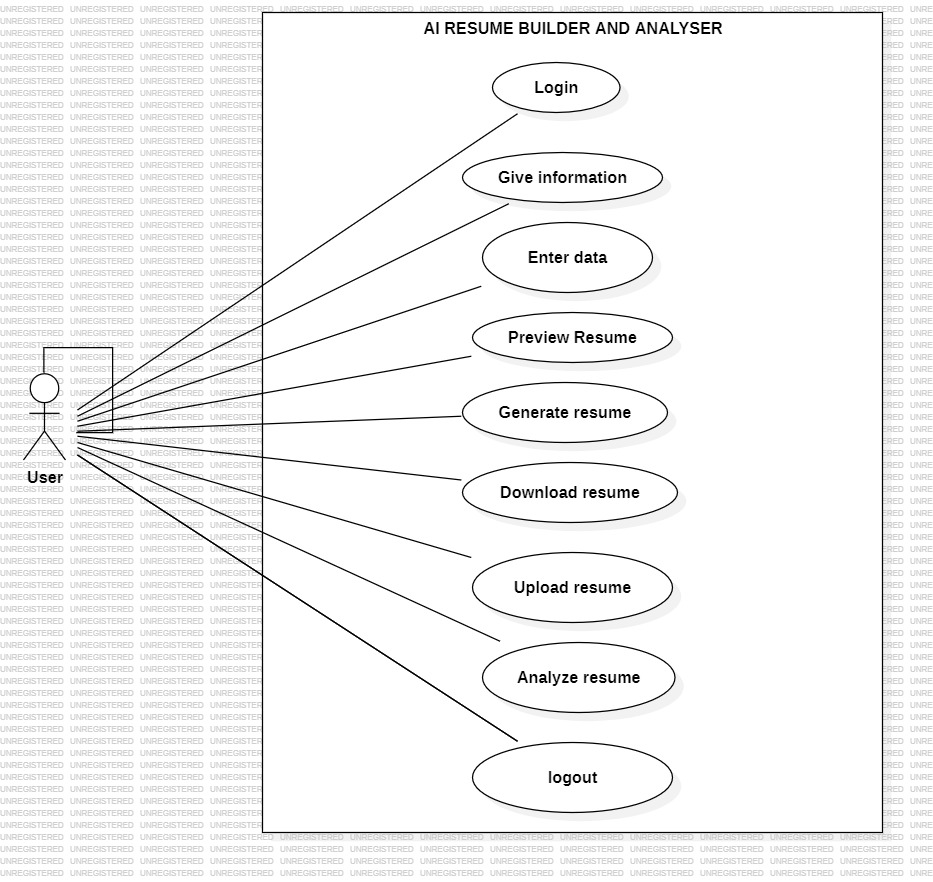 AI RESUME BUILDER AND ANALYSER
Login
Give information
Enter data
Preview Resume
Generate resume
User
Download resume
Upload resume
Analyze resume
logout
UNREGISTERED